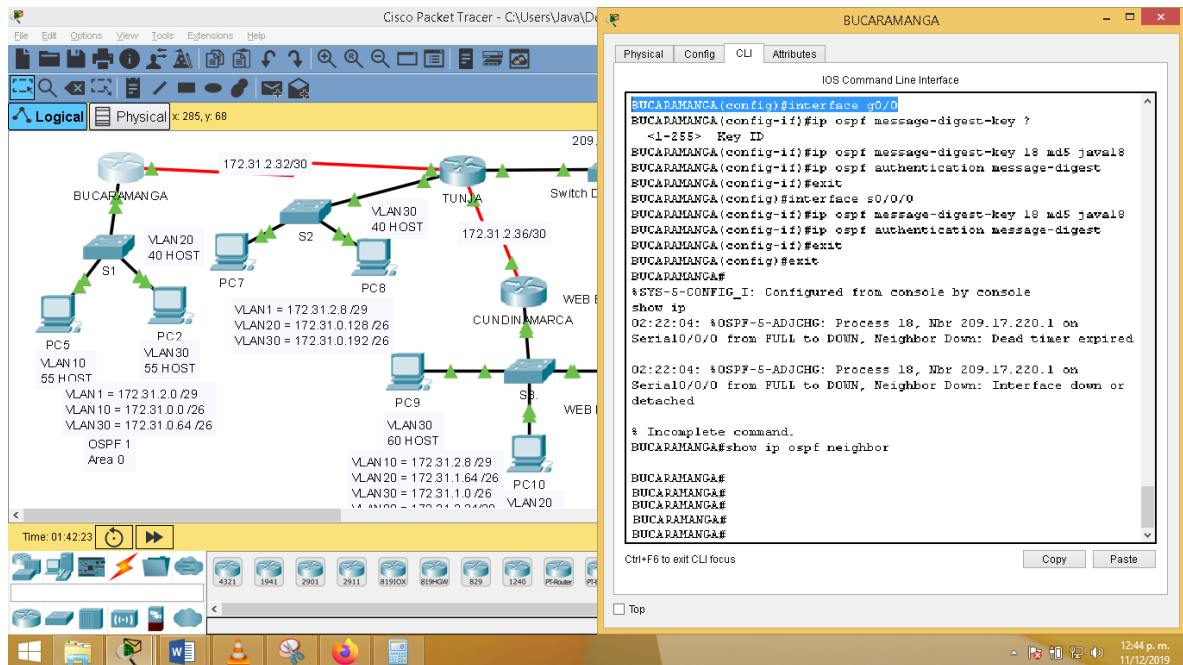 Cisco Packet Tracer - C:\Users\Java\De
File Edit Options View Tools Extensions Help
Logical
Physical
x: 285, y: 68
209.
172.31.2.32/30
BUCARAMANGA
TUNJA
Switch D
S1
VLAN20
40 HOST
S2
VLAN30
40 HOST
172.31.2.36/30
PC7
PC8
PC5
VLAN10
55 HOST
PC2
VLAN30
55 HOST
VLAN1 = 172.31.2.8 /29
VLAN20 = 172.31.0.128 /26
VLAN30 = 172.31.0.192 /26
WEB E
CUNDINAMARCA
VLAN1 = 172.31.2.0 /29
VLAN10 = 172.31.0.0 /26
VLAN30 = 172.31.0.64 /26
OSPF 1
Area 0
PC9
S3.
WEB
VLAN30
60 HOST
VLAN10 = 172.31.2.8 /29
VLAN20 = 172.31.1.64 /26
VLAN30 = 172.31.1.0 /26
PC10
VLAN20
Time: 01:42:23
4321
1941
2901
2911
819IOX
819HGW
829
1240
PT-Router
BUCARAMANGA
Physical
Config
CLI
Attributes
IOS Command Line Interface
BUCARAMANGA(config)#interface g0/0
BUCARAMANGA(config-if)#ip ospf message-digest-key ?
<1-255> Key ID
BUCARAMANGA(config-if)#ip ospf message-digest-key 18 md5 java18
BUCARAMANGA(config-if)#ip ospf authentication message-digest
BUCARAMANGA(config-if)#exit
BUCARAMANGA(config)#interface s0/0/0
BUCARAMANGA(config-if)#ip ospf message-digest-key 18 md5 java18
BUCARAMANGA(config-if)#ip ospf authentication message-digest
BUCARAMANGA(config-if)#exit
BUCARAMANGA(config)#exit
BUCARAMANGA#
%SYS-5-CONFIG_I: Configured from console by console
show ip
02:22:04: %OSPF-5-ADJCHG: Process 18, Nbr 209.17.220.1 on
Serial0/0/0 from FULL to DOWN, Neighbor Down: Dead timer expired
02:22:04: %OSPF-5-ADJCHG: Process 18, Nbr 209.17.220.1 on
Serial0/0/0 from FULL to DOWN, Neighbor Down: Interface down or
detached
% Incomplete command.
BUCARAMANGA#show ip ospf neighbor
BUCARAMANGA#
BUCARAMANGA#
BUCARAMANGA#
BUCARAMANGA#
BUCARAMANGA#
Ctrl+F6 to exit CLI focus
Copy
Paste
Top
12:44 p. m.
11/12/2019